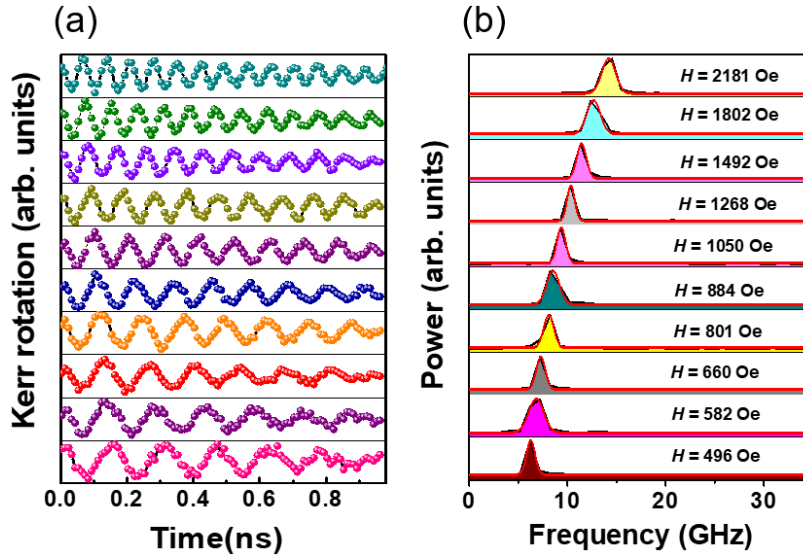 (a)
(b)
Kerr rotation (arb. units)
0.0 0.2 0.4 0.6 0.8
Time(ns)
Power (arb. units)
H = 2181 Oe
H = 1802 Oe
H = 1492 Oe
H = 1268 Oe
H = 1050 Oe
H = 884 Oe
H = 801 Oe
H = 660 Oe
H = 582 Oe
H = 496 Oe
0 10 20 30
Frequency (GHz)